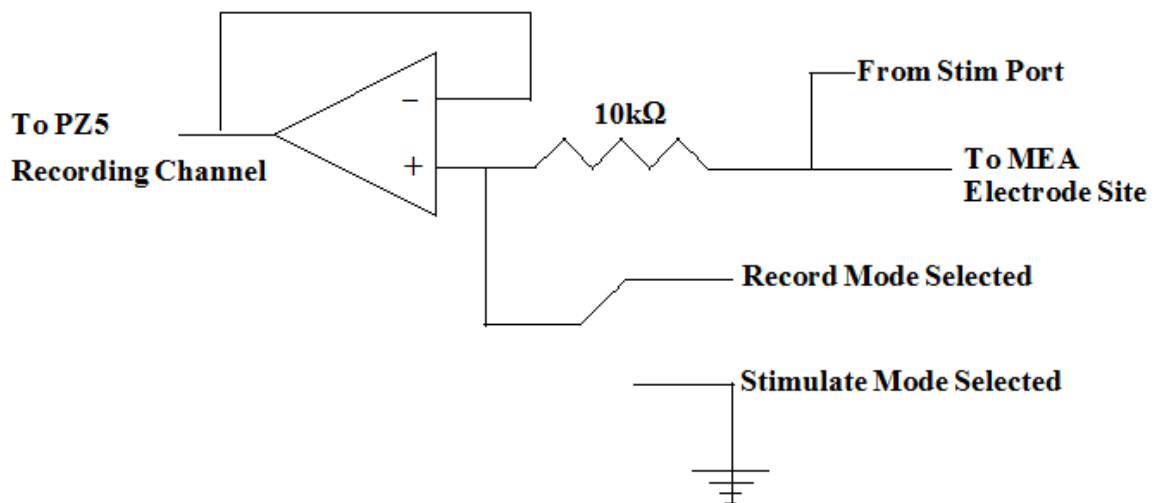 From Stim Port
10kΩ
To PZ5
Recording Channel
−
+
To MEA
Electrode Site
Record Mode Selected
Stimulate Mode Selected